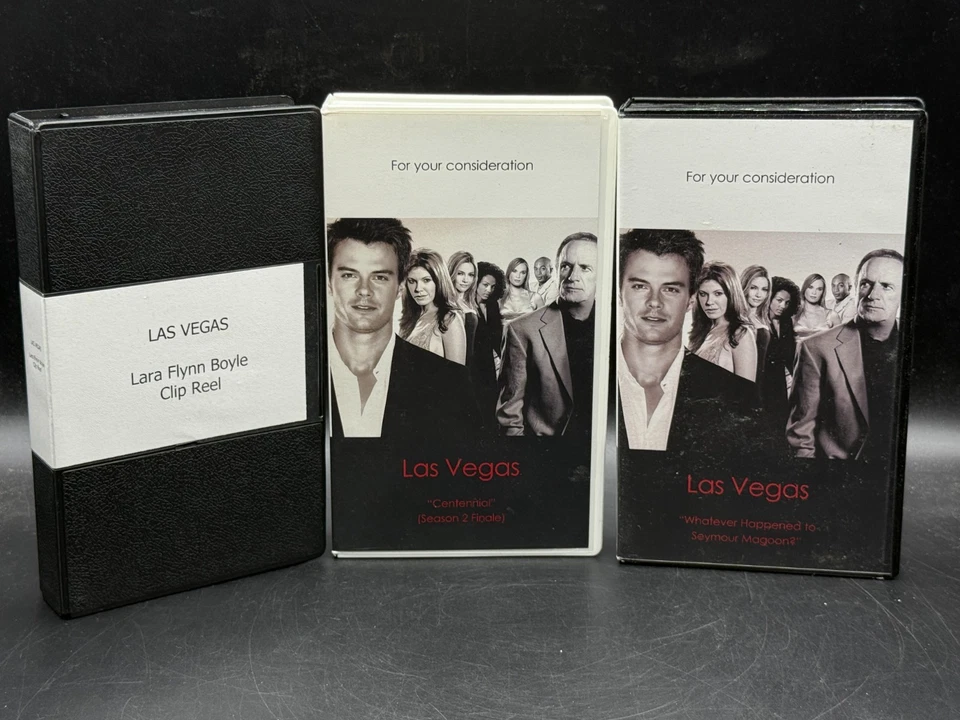 LAS VEGAS
Lara Flynn Boyle
Clip Reel
For your consideration
Las Vegas
"Centennial"
(Season 2 Finale)
For your consideration
Las Vegas
"Whatever Happened to
Seymour Magoon?"